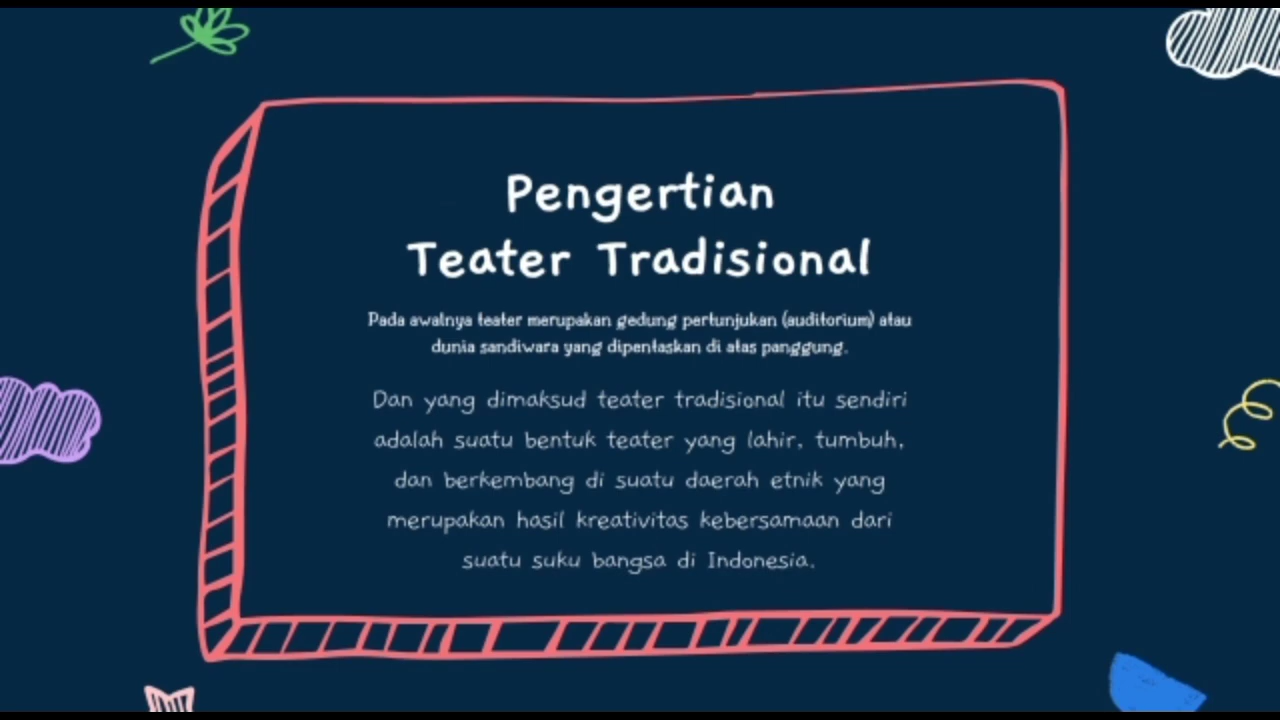 Pengertian
Teater Tradisional
Pada awalnya teater merupakan gedung pertunjukan (auditorium) atau
dunia sandiwara yang dipentaskan di atas panggung.
Dan yang dimaksud teater tradisional itu sendiri
adalah suatu bentuk teater yang lahir, tumbuh,
dan berkembang di suatu daerah etnik yang
merupakan hasil kreativitas kebersamaan dari
suatu suku bangsa di Indonesia.